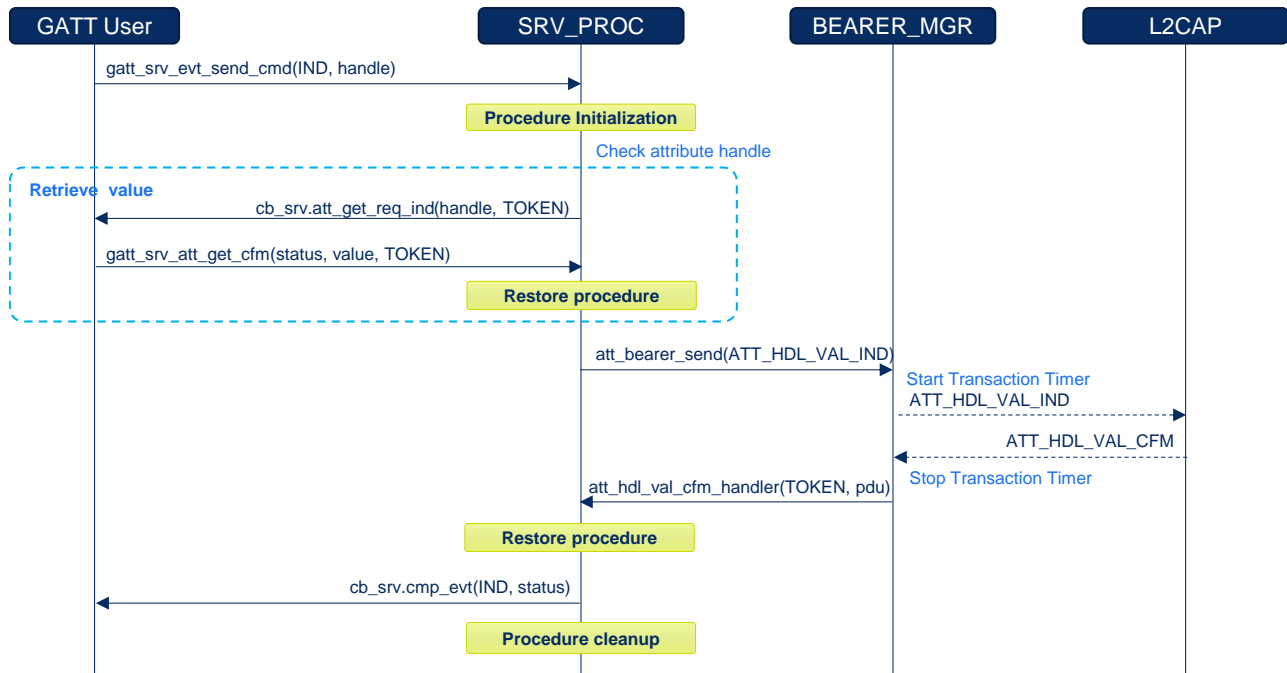 GATT User
SRV_PROC
BEARER_MGR
L2CAP
gatt_srv_evt_send_cmd(IND, handle)
Procedure Initialization
Check attribute handle
Retrieve value
cb_srv.att_get_req_ind(handle, TOKEN)
gatt_srv_att_get_cfm(status, value, TOKEN)
Restore procedure
att_bearer_send(ATT_HDL_VAL_IND)
Start Transaction Timer
ATT_HDL_VAL_IND
ATT_HDL_VAL_CFM
Stop Transaction Timer
att_hdl_val_cfm_handler(TOKEN, pdu)
Restore procedure
cb_srv.cmp_evt(IND, status)
Procedure cleanup